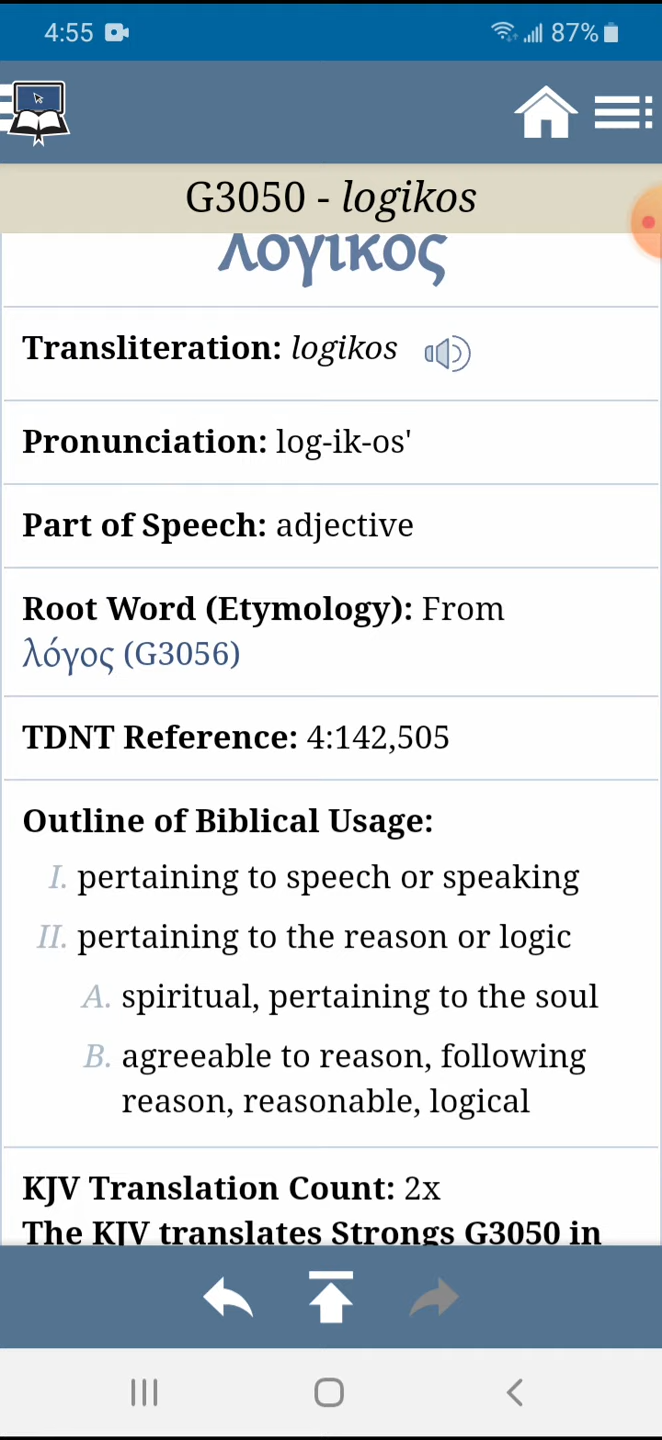 4:55 87%
G3050 - logikos
λογικός
Transliteration: logikos
Pronunciation: log-ik-os'
Part of Speech: adjective
Root Word (Etymology): From
λόγος (G3056)
TDNT Reference: 4:142,505
Outline of Biblical Usage:
I. pertaining to speech or speaking
II. pertaining to the reason or logic
A. spiritual, pertaining to the soul
B. agreeable to reason, following
reason, reasonable, logical
KJV Translation Count: 2x
The KJV translates Strongs G3050 in